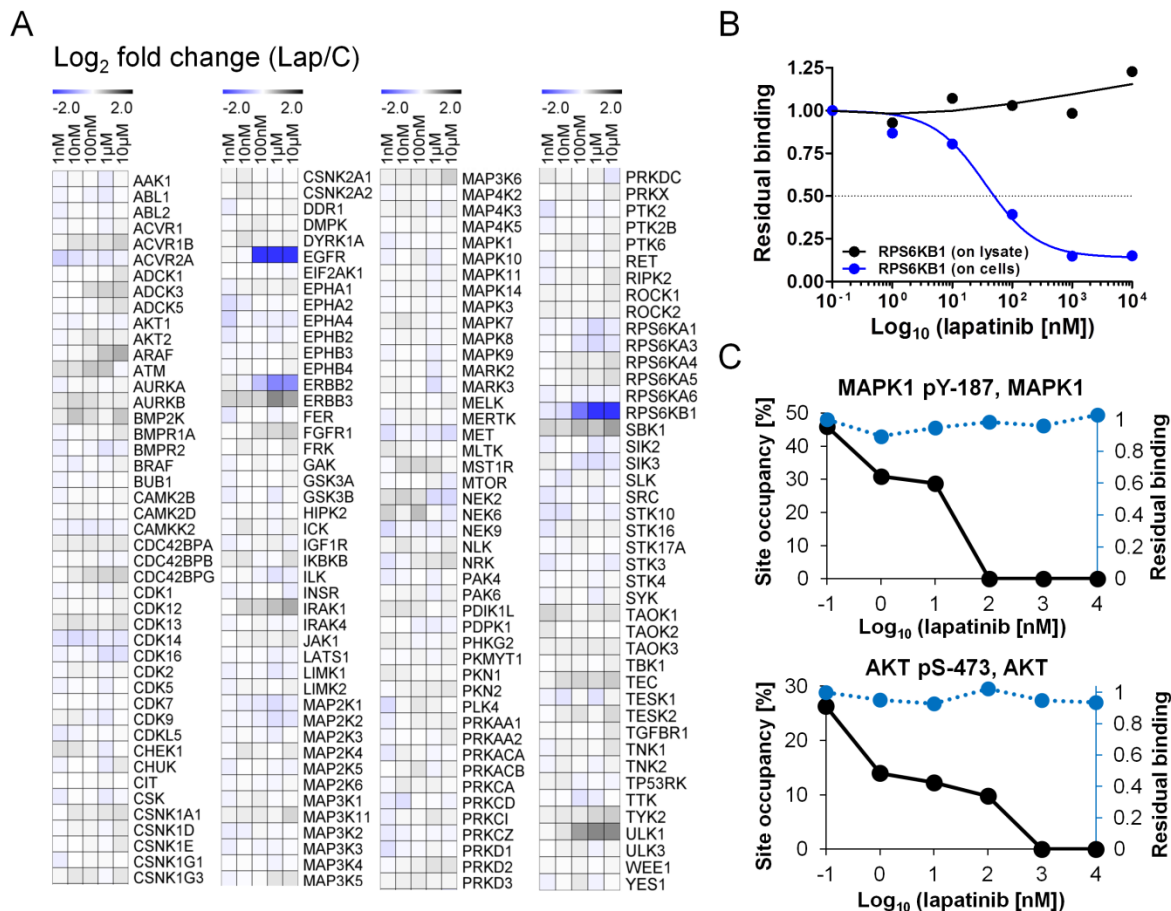 A
Log2 fold change (Lap/C)
-2.0 2.0
1nM
10nM
100nM
1µM
10µM
AAK1
ABL1
ABL2
ACVR1
ACVR1B
ACVR2A
ADCK1
ADCK3
ADCK5
AKT1
AKT2
ARAF
ATM
AURKA
AURKB
BMP2K
BMPR1A
BMPR2
BRAF
BUB1
CAMK2B
CAMK2D
CAMKK2
CDC42BPA
CDC42BPB
CDC42BPG
CDK1
CDK12
CDK13
CDK14
CDK16
CDK2
CDK5
CDK7
CDK9
CDKL5
CHEK1
CHUK
CIT
CSK
CSNK1A1
CSNK1D
CSNK1E
CSNK1G1
CSNK1G3
-2.0 2.0
1nM
10nM
100nM
1µM
10µM
CSNK2A1
CSNK2A2
DDR1
DMPK
DYRK1A
EGFR
EIF2AK1
EPHA1
EPHA2
EPHA4
EPHB2
EPHB3
EPHB4
ERBB2
ERBB3
FER
FGFR1
FRK
GAK
GSK3A
GSK3B
HIPK2
ICK
IGF1R
IKBKB
ILK
INSR
IRAK1
IRAK4
JAK1
LATS1
LIMK1
LIMK2
MAP2K1
MAP2K2
MAP2K3
MAP2K4
MAP2K5
MAP2K6
MAP3K1
MAP3K11
MAP3K2
MAP3K3
MAP3K4
MAP3K5
-2.0 2.0
1nM
10nM
100nM
1µM
10µM
MAP3K6
MAP4K2
MAP4K3
MAP4K5
MAPK1
MAPK10
MAPK11
MAPK14
MAPK3
MAPK7
MAPK8
MAPK9
MARK2
MARK3
MELK
MERTK
MET
MLTK
MST1R
MTOR
NEK2
NEK6
NEK9
NLK
NRK
PAK4
PAK6
PDIK1L
PDPK1
PHKG2
PKMYT1
PKN1
PKN2
PLK4
PRKAA1
PRKAA2
PRKACA
PRKACB
PRKCA
PRKCD
PRKCI
PRKCZ
PRKD1
PRKD2
PRKD3
-2.0 2.0
1nM
10nM
100nM
1µM
10µM
PRKDC
PRKX
PTK2
PTK2B
PTK6
RET
RIPK2
ROCK1
ROCK2
RPS6KA1
RPS6KA3
RPS6KA4
RPS6KA5
RPS6KA6
RPS6KB1
SBK1
SIK2
SIK3
SLK
SRC
STK10
STK16
STK17A
STK3
STK4
SYK
TAOK1
TAOK2
TAOK3
TBK1
TEC
TESK1
TESK2
TGFBR1
TNK1
TNK2
TP53RK
TTK
TYK2
ULK1
ULK3
WEE1
YES1
B
Residual binding
1.25
1.00
0.75
0.50
0.25
0.00
RPS6KB1 (on lysate)
RPS6KB1 (on cells)
10-1 100 101 102 103 104
Log10 (lapatinib [nM])
C
MAPK1 pY-187, MAPK1
Site occupancy [%]
50
40
30
20
10
0
1
0.8
0.6
0.4
0.2
0
Residual binding
-1 0 1 2 3 4
Log10 (lapatinib [nM])
AKT pS-473, AKT
Site occupancy [%]
30
20
10
0
1
0.8
0.6
0.4
0.2
0
Residual binding
-1 0 1 2 3 4
Log10 (lapatinib [nM])